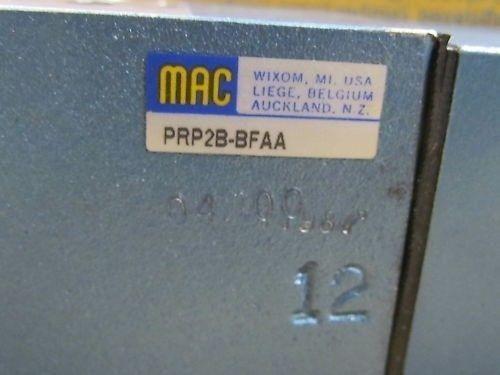 MAC
WIXOM, MI. USA
LIEGE, BELGIUM
AUCKLAND. N.Z.
PRP2B-BFAA
12